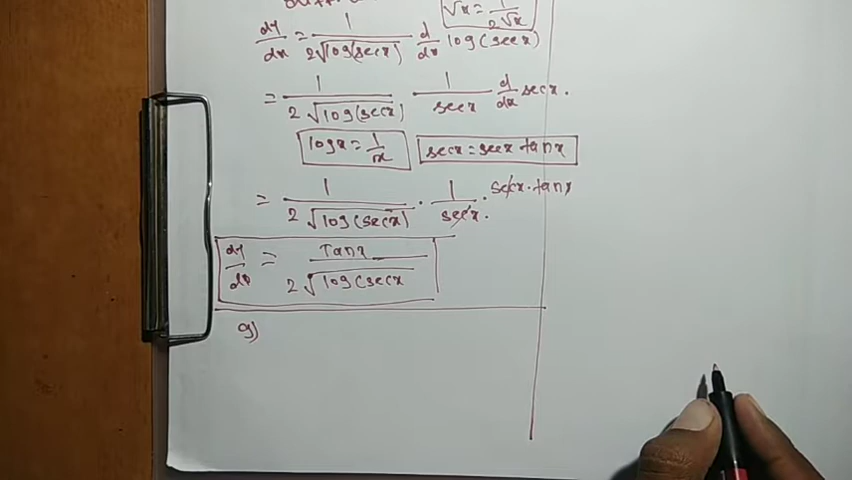 √x = 1/2√x
dy/dx = 1/2√log(secx) d/dx log(secx)
= 1/2√log(secx) 1/secx d/dx secx.
logx = 1/x secx = secx tanx
= 1/2√log(secx) · 1/secx · secx·tanx
dy/dx = Tanx/2√log(secx
9)